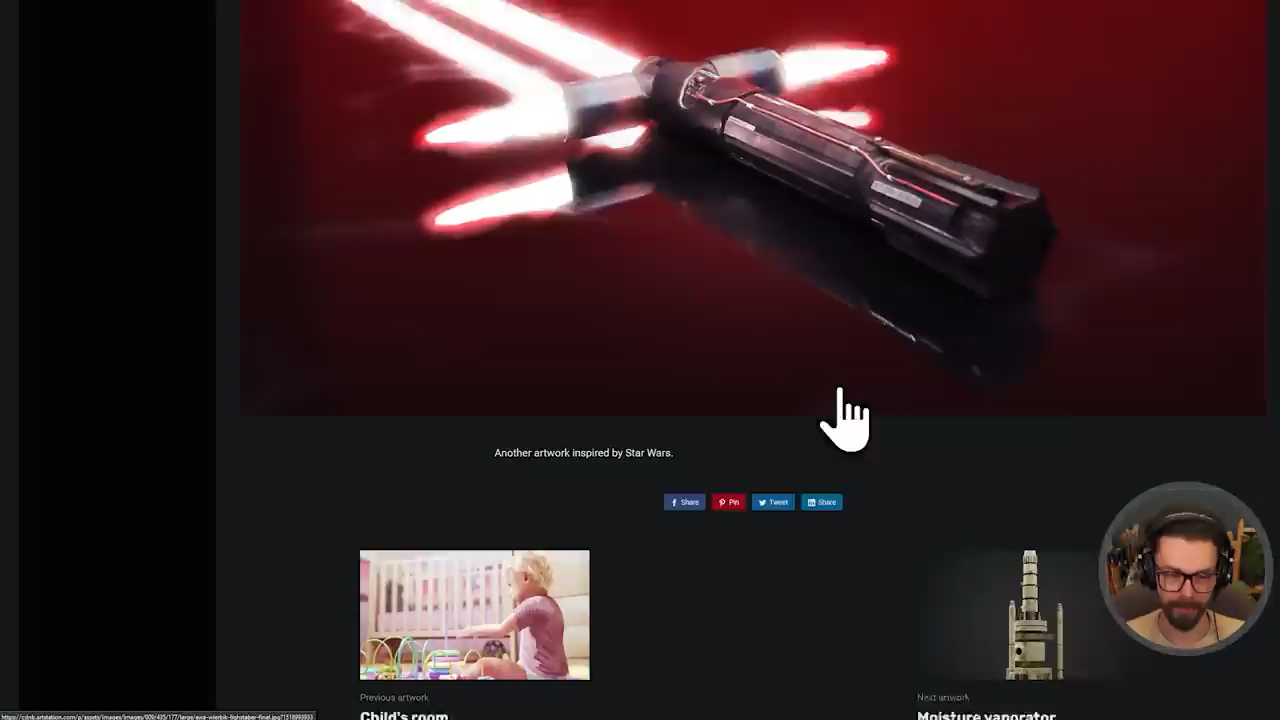 Another artwork inspired by Star Wars.
Share
Pin
Tweet
Share
Previous artwork
Next artwork
Child's room
Moisture vaporator